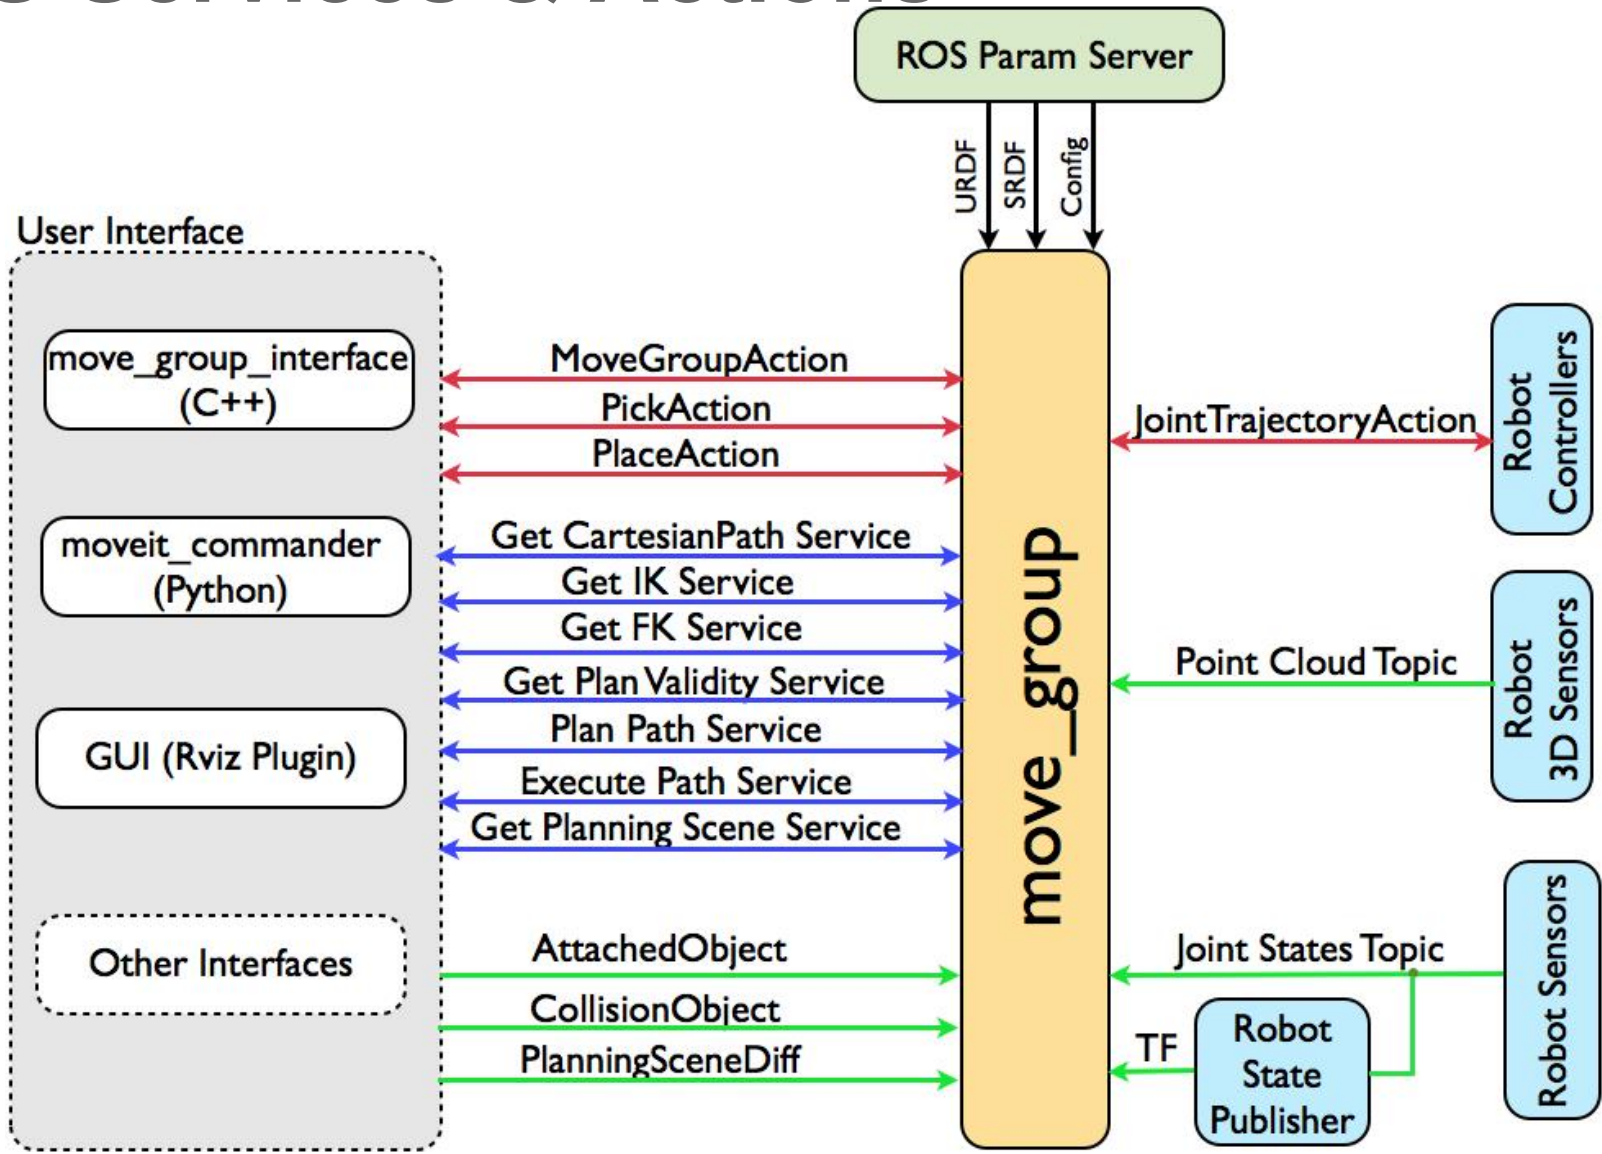 Services & Actions
ROS Param Server
URDF
SRDF
Config
User Interface
move_group_interface
(C++)
moveit_commander
(Python)
GUI (Rviz Plugin)
Other Interfaces
MoveGroupAction
PickAction
PlaceAction
Get CartesianPath Service
Get IK Service
Get FK Service
Get Plan Validity Service
Plan Path Service
Execute Path Service
Get Planning Scene Service
AttachedObject
CollisionObject
PlanningSceneDiff
move_group
JointTrajectoryAction
Robot
Controllers
Point Cloud Topic
Robot
3D Sensors
Joint States Topic
Robot Sensors
TF
Robot
State
Publisher